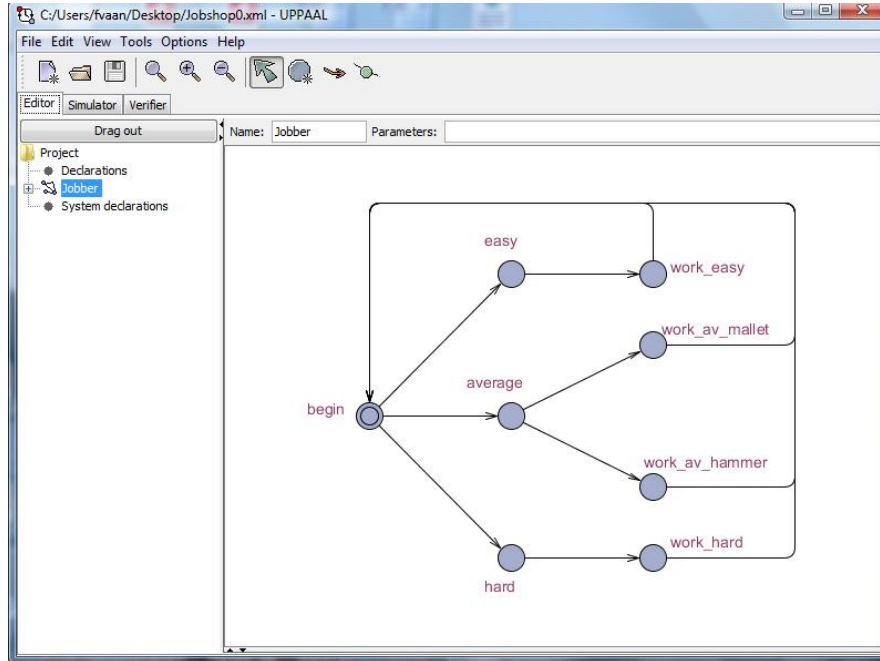 C:/Users/fvaan/Desktop/Jobshop0.xml - UPPAAL
File Edit View Tools Options Help
Editor Simulator Verifier
Drag out
Name: Jobber Parameters:
Project
Declarations
Jobber
System declarations
easy
work_easy
work_av_mallet
average
begin
work_av_hammer
work_hard
hard